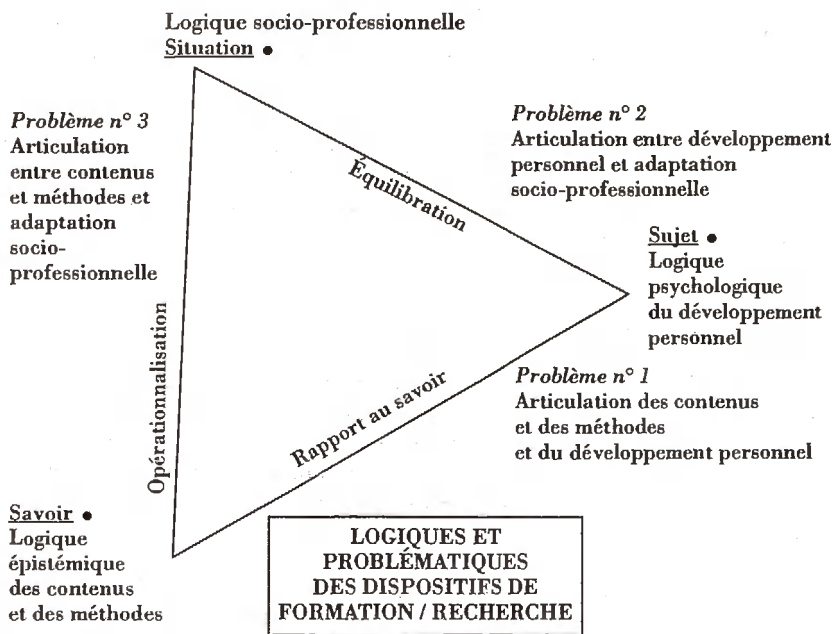 Logique socio-professionnelle
Situation ●
Problème n° 3
Articulation
entre contenus
et méthodes et
adaptation
socio-
professionnelle
Problème n° 2
Articulation entre développement
personnel et adaptation
socio-professionnelle
Équilibration
Sujet ●
Logique
psychologique
du développement
personnel
Opérationnalisation
Rapport au savoir
Problème n° 1
Articulation des contenus
et des méthodes
et du développement personnel
Savoir ●
Logique
épistémique
des contenus
et des méthodes
LOGIQUES ET
PROBLÉMATIQUES
DES DISPOSITIFS DE
FORMATION / RECHERCHE